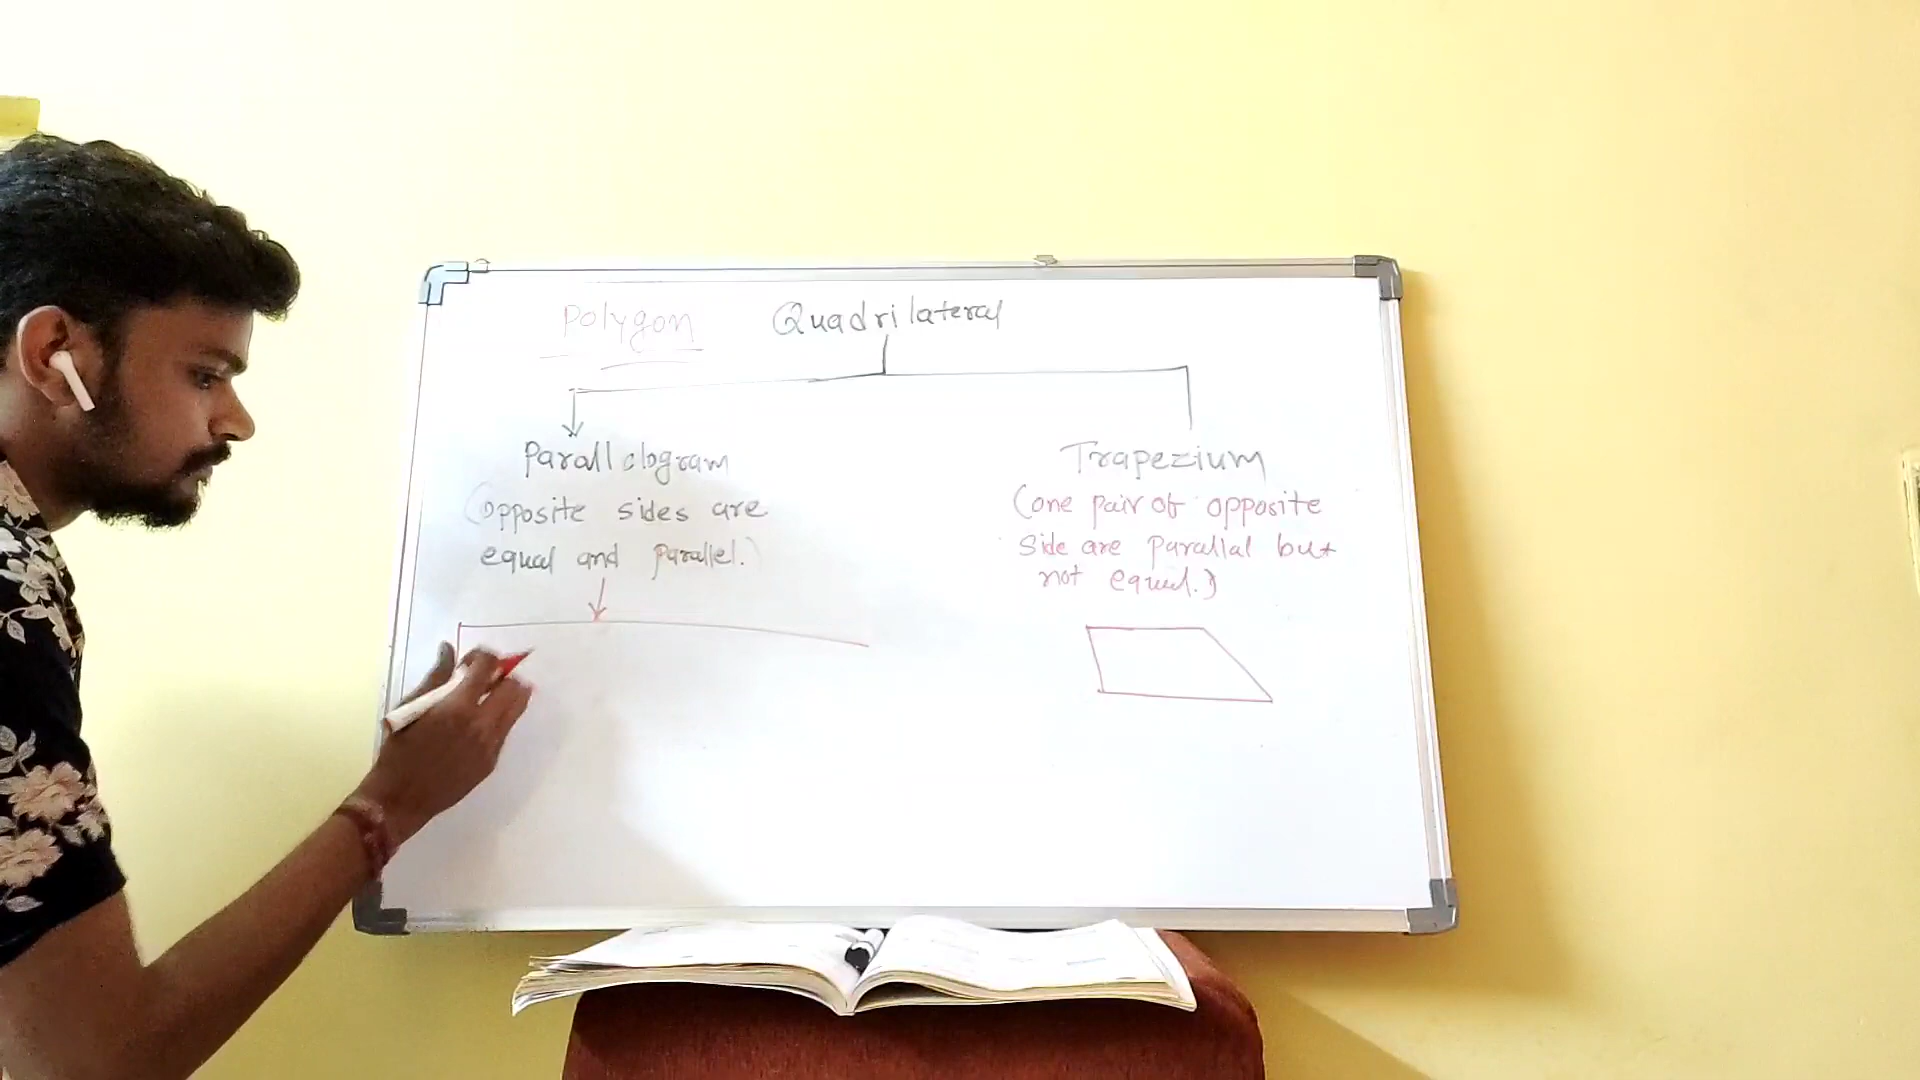 Polygon Quadrilateral
Parallelogram
(opposite sides are
equal and parallel.)
Trapezium
(one pair of opposite
side are parallal but
not equal.)